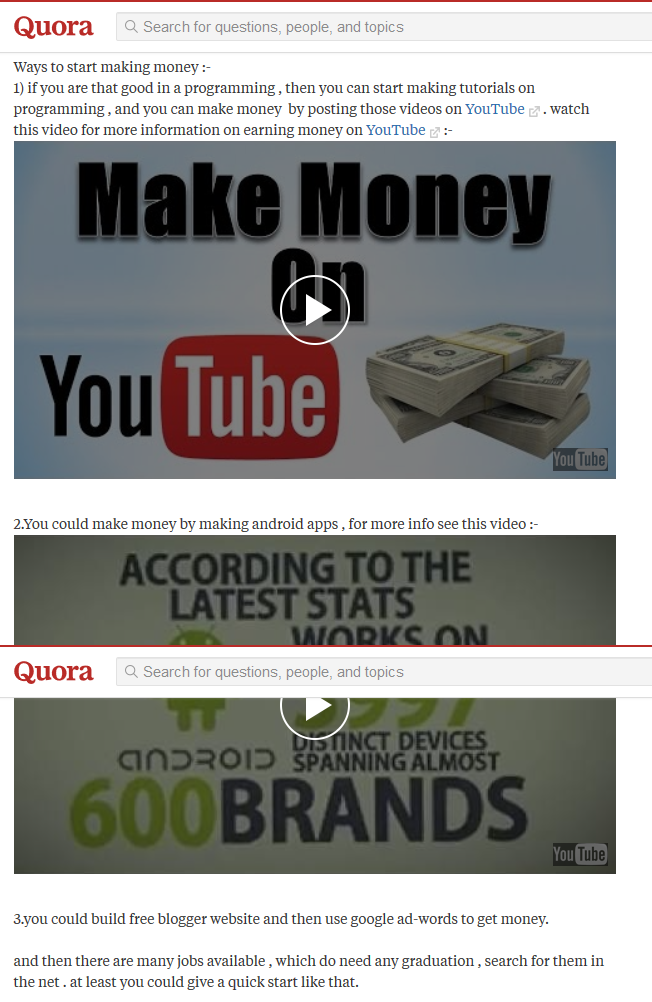 Quora
Search for questions, people, and topics
Ways to start making money :-
1) if you are that good in a programming , then you can start making tutorials on
programming , and you can make money by posting those videos on YouTube . watch
this video for more information on earning money on YouTube :-
Make Money
On
YouTube
YouTube
2.You could make money by making android apps , for more info see this video :-
ACCORDING TO THE
LATEST STATS
WORKS ON
Quora
Search for questions, people, and topics
3997
DISTINCT DEVICES
ANDROID SPANNING ALMOST
600BRANDS
YouTube
3.you could build free blogger website and then use google ad-words to get money.
and then there are many jobs available , which do need any graduation , search for them in
the net . at least you could give a quick start like that.